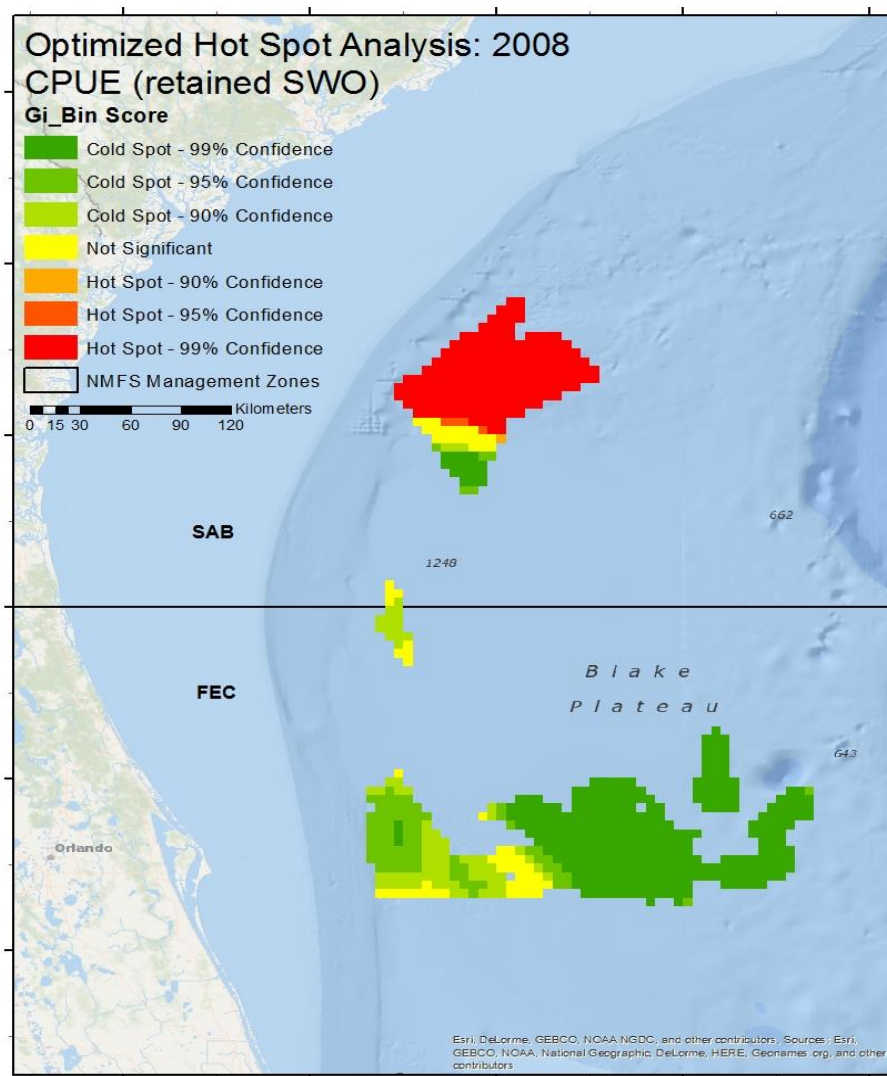 Optimized Hot Spot Analysis: 2008
CPUE (retained SWO)
Gi_Bin Score
Cold Spot - 99% Confidence
Cold Spot - 95% Confidence
Cold Spot - 90% Confidence
Not Significant
Hot Spot - 90% Confidence
Hot Spot - 95% Confidence
Hot Spot - 99% Confidence
NMFS Management Zones
Kilometers
0 15 30 60 90 120
662
SAB
1248
FEC
Blake
Plateau
643
Orlando
Esri, DeLorme, GEBCO, NOAA NGDC, and other contributors, Sources: Esri,
GEBCO, NOAA, National Geographic, DeLorme, HERE, Geonames.org, and other
contributors